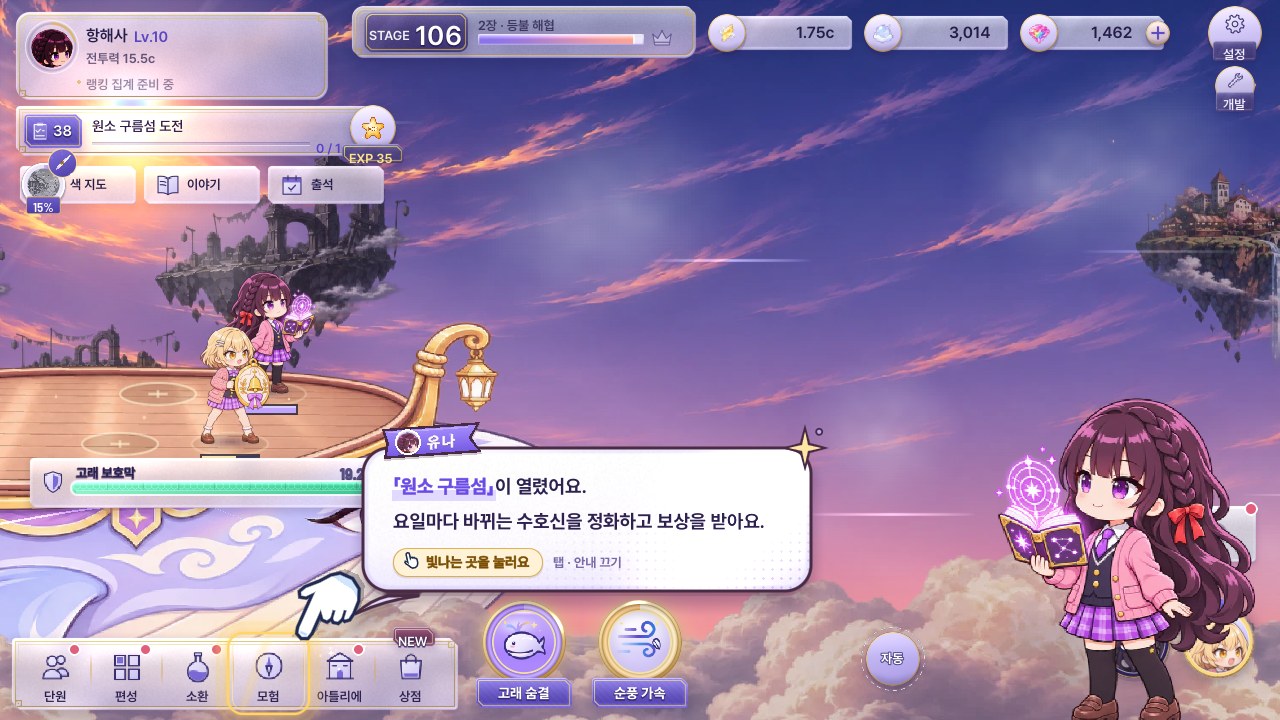 항해사 Lv.10
전투력 15.5c
랭킹 집계 준비 중
STAGE 106
2장 · 등불 해협
1.75c
3,014
1,462
설정
개발
38
원소 구름섬 도전
0 / 1
EXP 35
색 지도
15%
이야기
출석
고래 보호막
19.2
유나
「원소 구름섬」이 열렸어요.
요일마다 바뀌는 수호신을 정화하고 보상을 받아요.
빛나는 곳을 눌러요
탭 · 안내 끄기
단원
편성
소환
모험
아틀리에
NEW
상점
고래 숨결
순풍 가속
자동